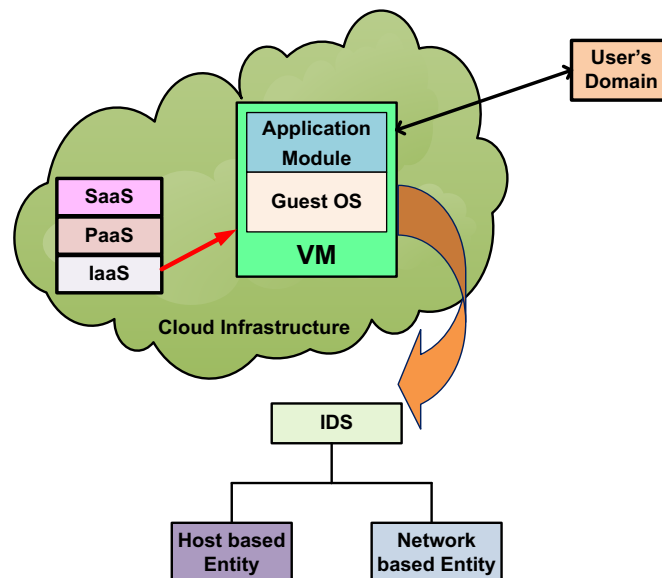 User's
Domain
Application
Module
SaaS
Guest OS
PaaS
VM
IaaS
Cloud Infrastructure
IDS
Host based
Entity
Network
based Entity